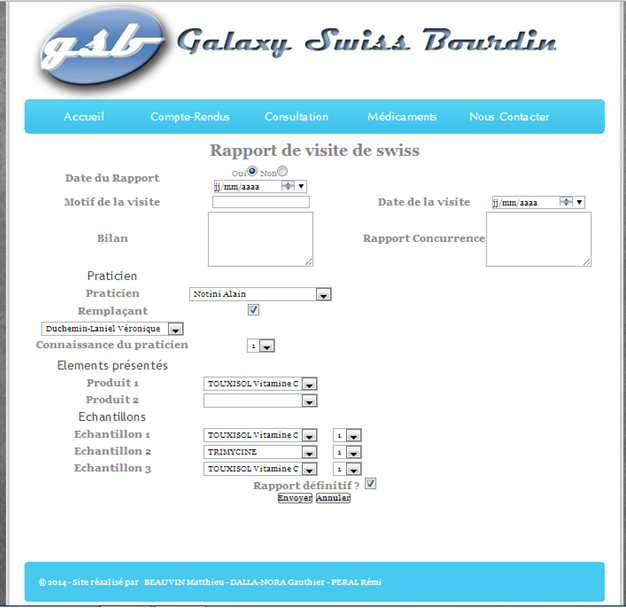 gsb Galaxy Swiss Bourdin
Accueil Compte-Rendus Consultation Médicaments Nous Contacter
Rapport de visite de swiss
Oui Non
Date du Rapport jj/mm/aaaa
Motif de la visite Date de la visite jj/mm/aaaa
Bilan Rapport Concurrence
Praticien
Praticien Notini Alain
Remplaçant
Duchemin-Laniel Véronique
Connaissance du praticien 1
Elements présentés
Produit 1 TOUXISOL Vitamine C
Produit 2
Echantillons
Echantillon 1 TOUXISOL Vitamine C 1
Echantillon 2 TRIMYCINE 1
Echantillon 3 TOUXISOL Vitamine C 1
Rapport définitif ?
Envoyer Annuler
© 2014 - Site réaalisé par BEAUVIN Matthieu - DALLA-NORA Gauthier - PERAL Rémi